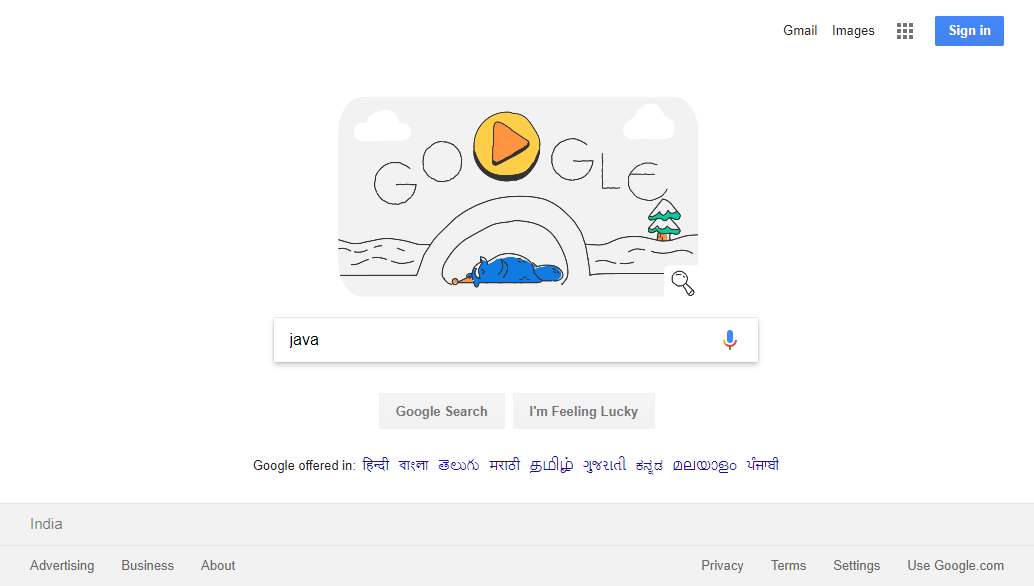 Gmail Images Sign in
GOOGLE
java
Google Search I'm Feeling Lucky
Google offered in: हिन्दी বাংলা తెలుగు मराठी தமிழ் ગુજરાતી ಕನ್ನಡ മലയാളം ਪੰਜਾਬੀ
India
Advertising Business About Privacy Terms Settings Use Google.com